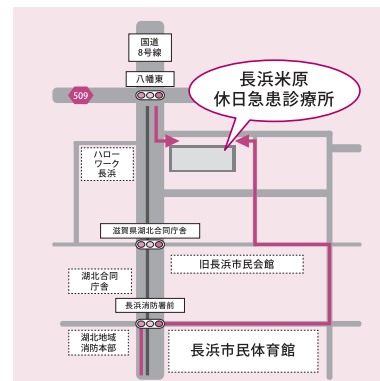 国道
8号線
八幡東
509
長浜米原
休日急患診療所
ハロー
ワーク
長浜
滋賀県湖北合同庁舎
旧長浜市民会館
湖北合同
庁舎
長浜消防署前
湖北地域
消防本部
長浜市民体育館